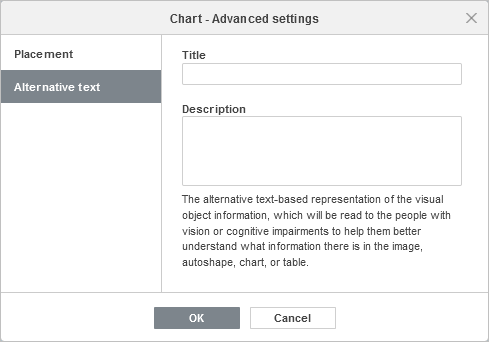 Chart - Advanced settings
Placement
Alternative text
Title
Description
The alternative text-based representation of the visual
object information, which will be read to the people with
vision or cognitive impairments to help them better
understand what information there is in the image,
autoshape, chart, or table.
OK
Cancel